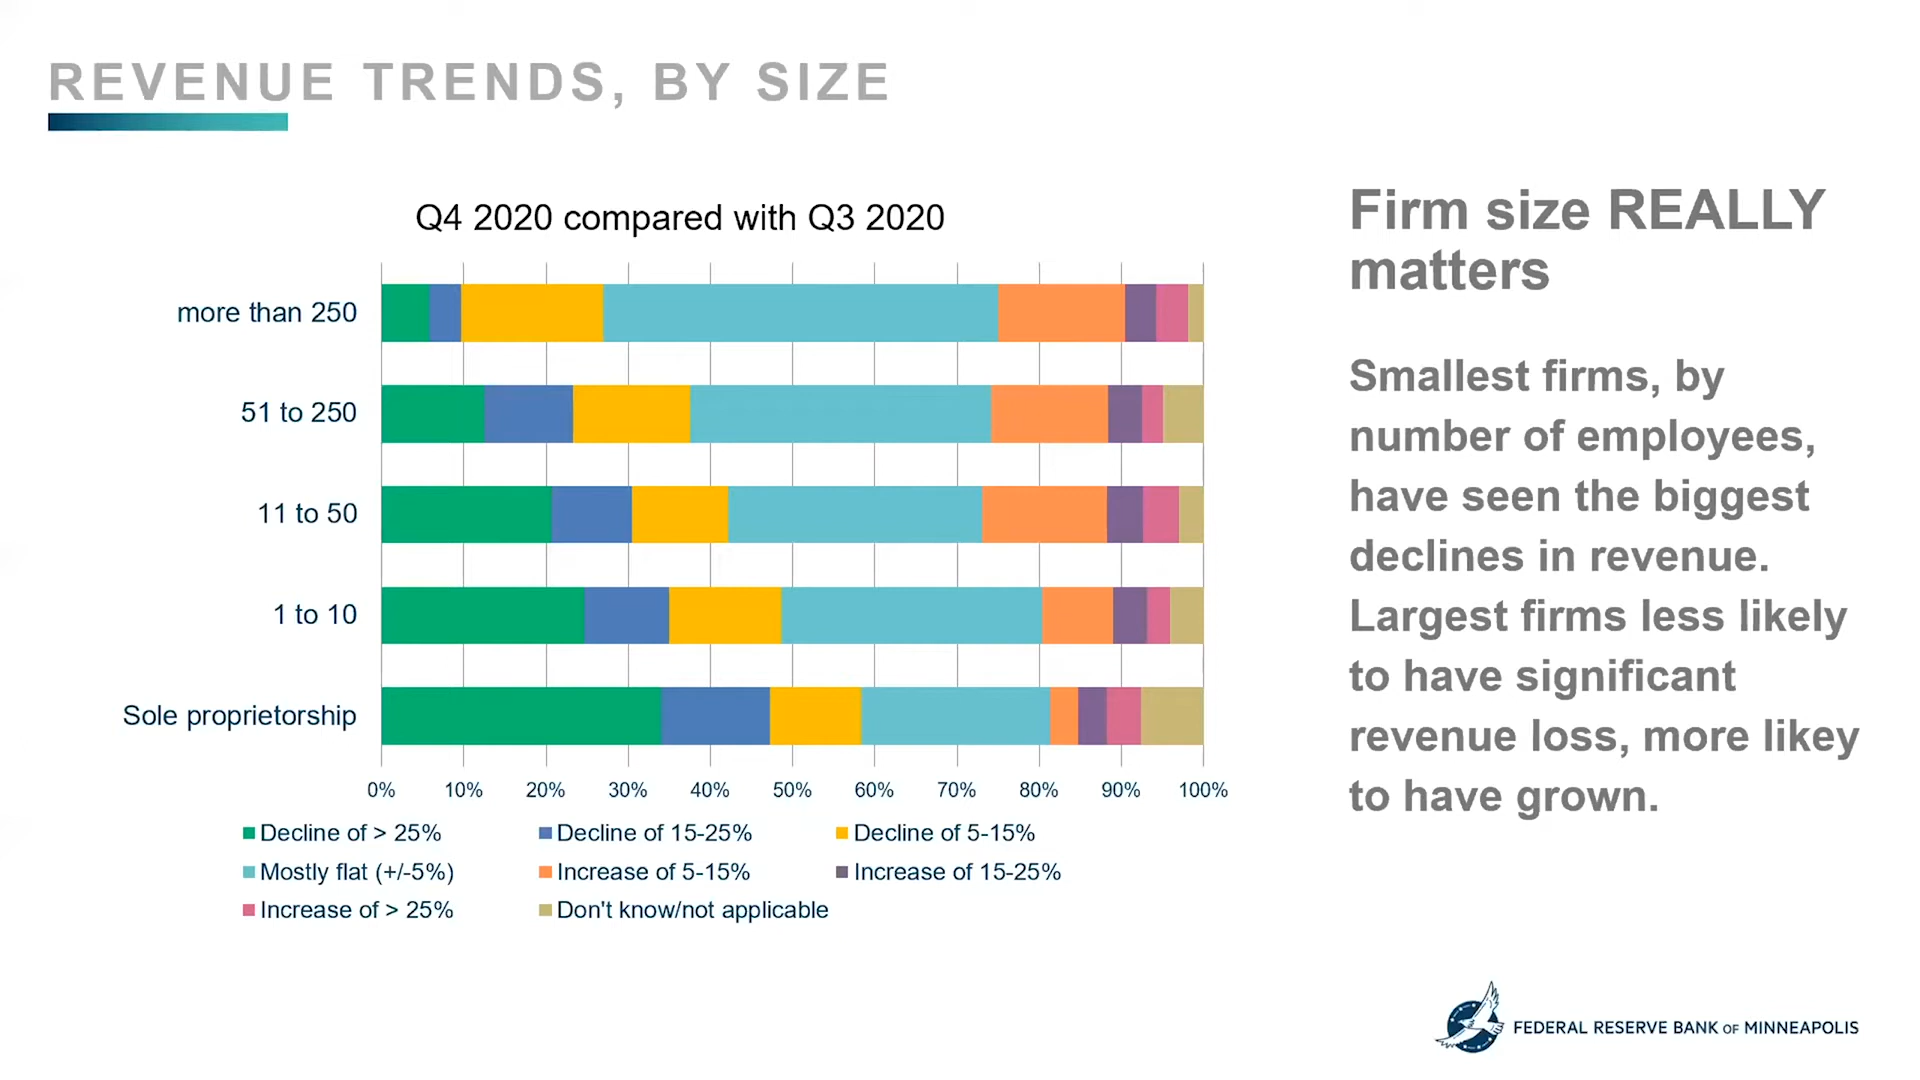 REVENUE TRENDS, BY SIZE
Q4 2020 compared with Q3 2020
more than 250
51 to 250
11 to 50
1 to 10
Sole proprietorship
0% 10% 20% 30% 40% 50% 60% 70% 80% 90% 100%
Decline of > 25% Decline of 15-25% Decline of 5-15%
Mostly flat (+/-5%) Increase of 5-15% Increase of 15-25%
Increase of > 25% Don't know/not applicable
Firm size REALLY
matters
Smallest firms, by
number of employees,
have seen the biggest
declines in revenue.
Largest firms less likely
to have significant
revenue loss, more likey
to have grown.
FEDERAL RESERVE BANK OF MINNEAPOLIS